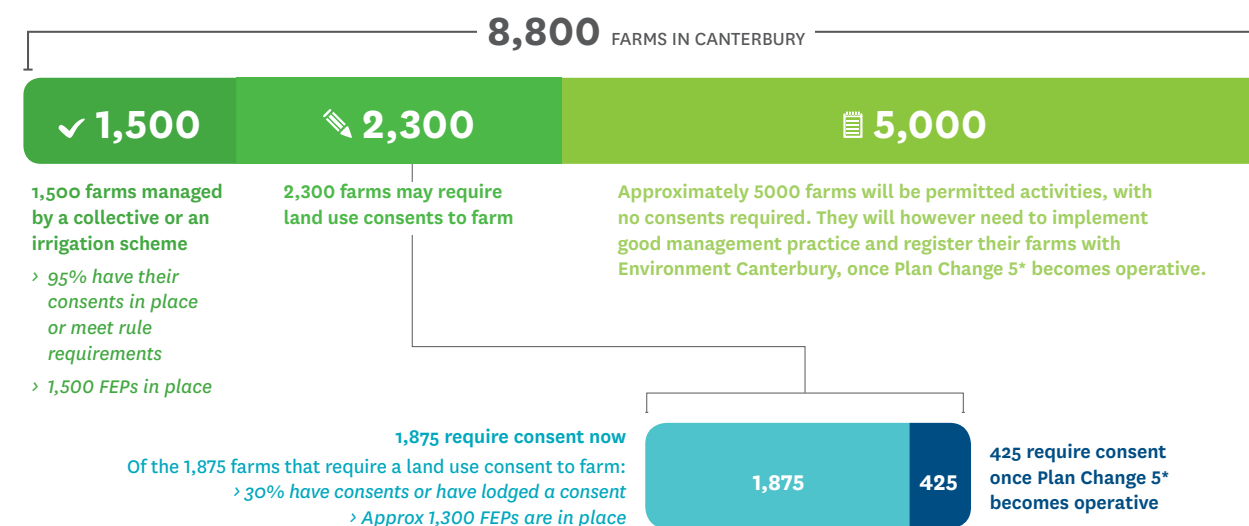 8,800 FARMS IN CANTERBURY
1,500
2,300
5,000
1,500 farms managed
by a collective or an
irrigation scheme
› 95% have their
consents in place
or meet rule
requirements
› 1,500 FEPs in place
2,300 farms may require
land use consents to farm
Approximately 5000 farms will be permitted activities, with
no consents required. They will however need to implement
good management practice and register their farms with
Environment Canterbury, once Plan Change 5* becomes operative.
1,875 require consent now
Of the 1,875 farms that require a land use consent to farm:
› 30% have consents or have lodged a consent
› Approx 1,300 FEPs are in place
1,875
425
425 require consent
once Plan Change 5*
becomes operative